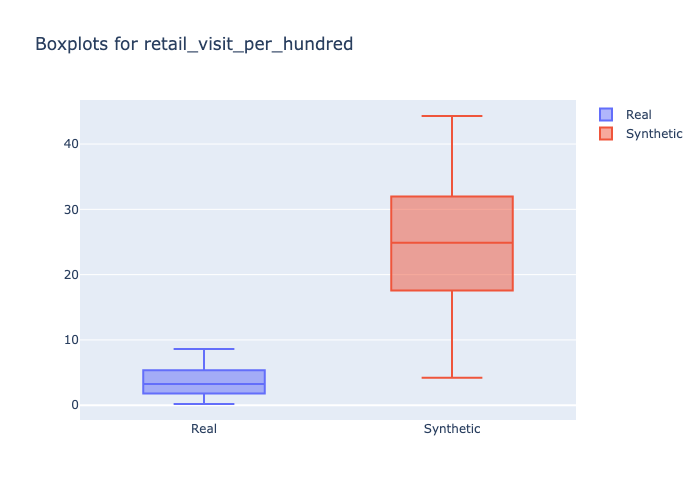 Boxplots for retail_visit_per_hundred
Real
Synthetic
40
30
20
10
0
Real
Synthetic